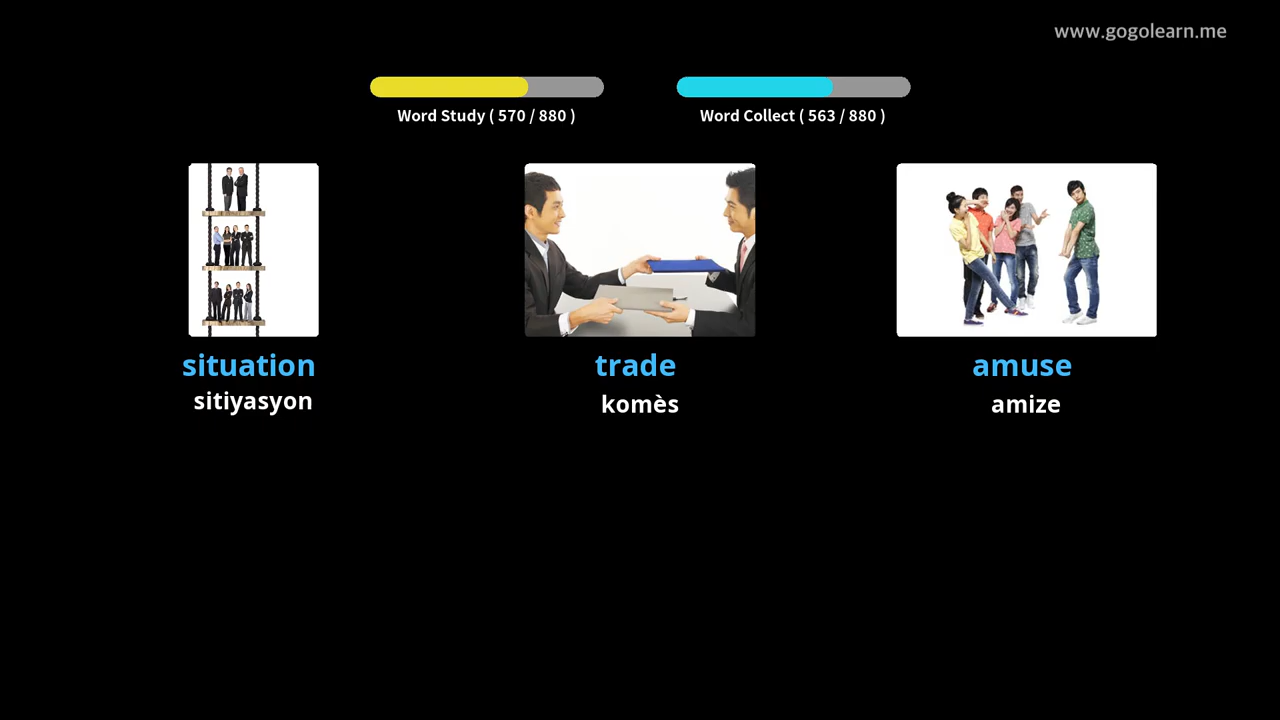 www.gogolearn.me
Word Study ( 570 / 880 )
Word Collect ( 563 / 880 )
situation
sitiyasyon
trade
komès
amuse
amize